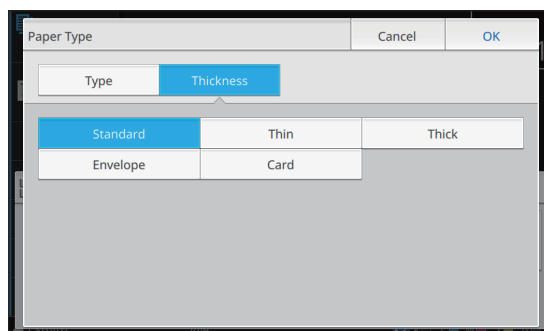 Paper Type Cancel OK
Type Thickness
Standard Thin Thick
Envelope Card